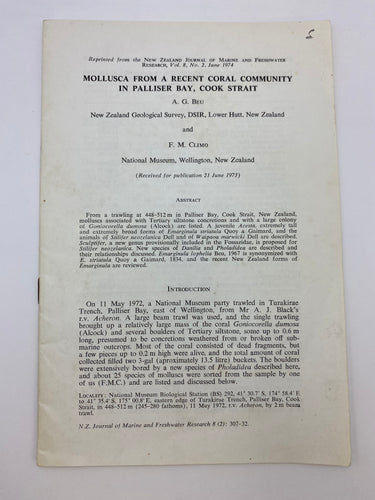 5
Reprinted from the NEW ZEALAND JOURNAL OF MARINE AND FRESHWATER
RESEARCH, Vol. 8, No. 2, June 1974
MOLLUSCA FROM A RECENT CORAL COMMUNITY
IN PALLISER BAY, COOK STRAIT
A. G. BEU
New Zealand Geological Survey, DSIR, Lower Hutt, New Zealand
and
F. M. CLIMO
National Museum, Wellington, New Zealand
(Received for publication 21 June 1973)
ABSTRACT
From a trawling at 448-512 m in Palliser Bay, Cook Strait, New Zealand,
molluscs associated with Tertiary siltstone concretions and with a large colony
of Goniocorella dumosa (Alcock) are listed. A juvenile Arestra, extremely tall
and extremely broad forms of Emarginula striatula Quoy & Gaimard, and the
animals of Stilifer neozelanica Dell and of Waipaoa marwicki Dell are described.
Sculptifer, a new genus provisionally included in the Fossaridae, is proposed for
Stilifer neozelanica. New species of Danilia and Pholadidea are described and
their relationships discussed. Emarginula lophelia Beu, 1967 is synonymized with
E. striatula Quoy & Gaimard, 1834, and the recent New Zealand forms of
Emarginula are reviewed.
INTRODUCTION
On 11 May 1972, a National Museum party trawled in Turakirae
Trench, Palliser Bay, east of Wellington, from Mr A. J. Black's
r.v. Acheron. A large beam trawl was used, and the single trawling
brought up a relatively large mass of the coral Goniocorella dumosa
(Alcock) and several boulders of Tertiary siltstone, some up to 0.6 m
long, presumed to be concretions weathered from or broken off sub-
marine outcrops. Most of the coral consisted of dead fragments, but
a few pieces up to 0.2 m high were alive, and the total amount of coral
collected filled two 3-gal (aproximately 13.5 litre) buckets. The boulders
were extensively bored by a new species of Pholadidea described here,
and about 25 species of molluscs were sorted from the sample by one
of us (F.M.C.) and are listed and discussed below.
LOCALITY: National Museum Biological Station (BS) 292, 41° 30.7' S, 174° 58.4' E,
to 41° 35.4' S, 175° 00.8' E, eastern edge of Turakirae Trench, Palliser Bay, Cook
Strait, in 448-512 m (245-280 fathoms), 11 May 1972, r.v. Acheron, by 2 m beam
trawl.
N.Z. Journal of Marine and Freshwater Research 8 (2): 307-32.